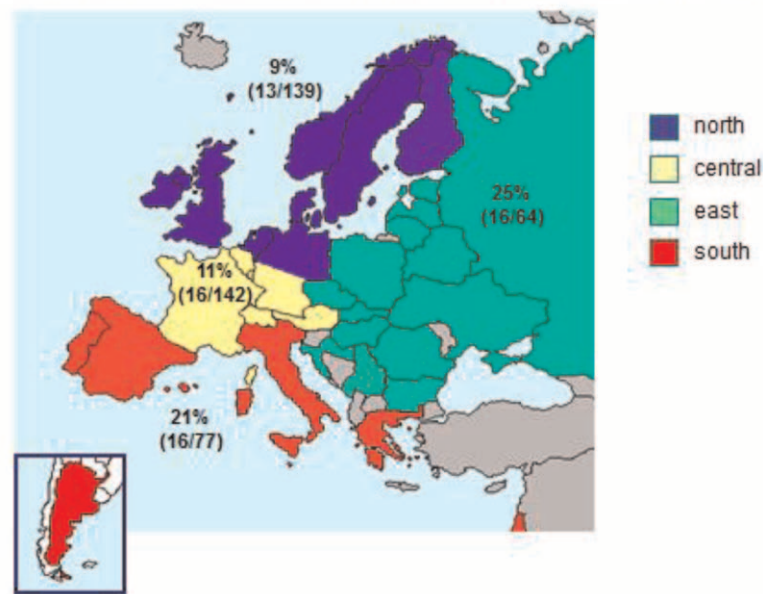 9%
(13/139)
north
central
east
south
25%
(16/64)
11%
(16/142)
21%
(16/77)